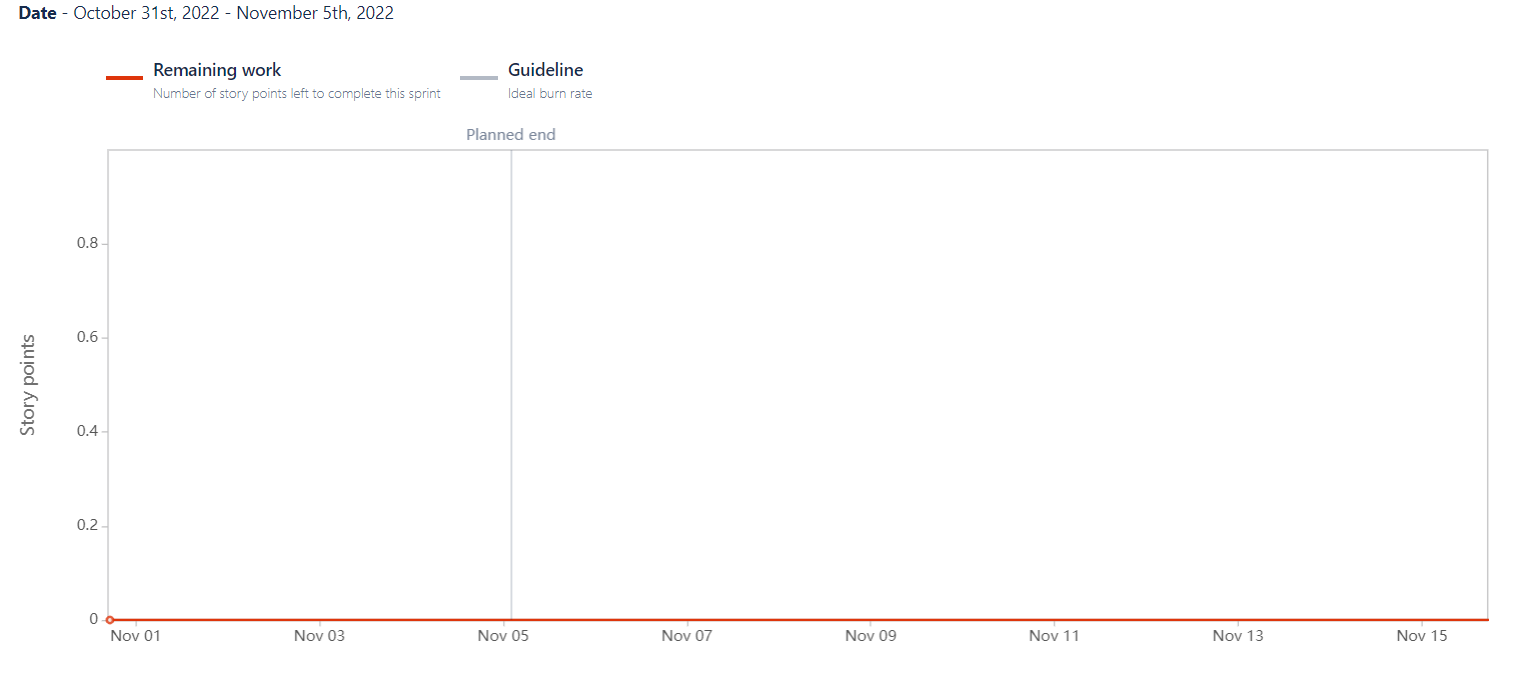 Date - October 31st, 2022 - November 5th, 2022
Remaining work
Number of story points left to complete this sprint
Guideline
Ideal burn rate
Planned end
Story points
0.8
0.6
0.4
0.2
0
Nov 01 Nov 03 Nov 05 Nov 07 Nov 09 Nov 11 Nov 13 Nov 15